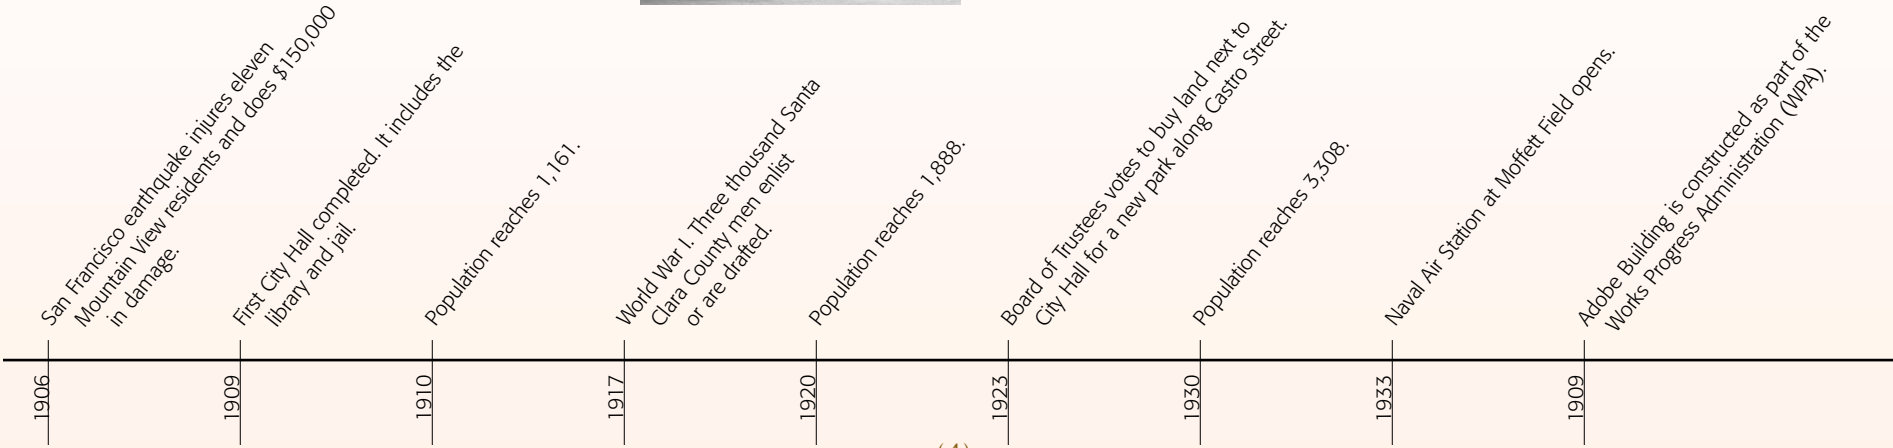 San Francisco earthquake injures eleven
Mountain View residents and does $150,000
in damage.
First City Hall completed. It includes the
library and jail.
Population reaches 1,161.
World War I. Three thousand Santa
Clara County men enlist
or are drafted.
Population reaches 1,888.
Board of Trustees votes to buy land next to
City Hall for a new park along Castro Street.
Population reaches 3,308.
Naval Air Station at Moffett Field opens.
Adobe Building is constructed as part of the
Works Progress Administration (WPA).
1906
1909
1910
1917
1920
1923
1930
1933
1909